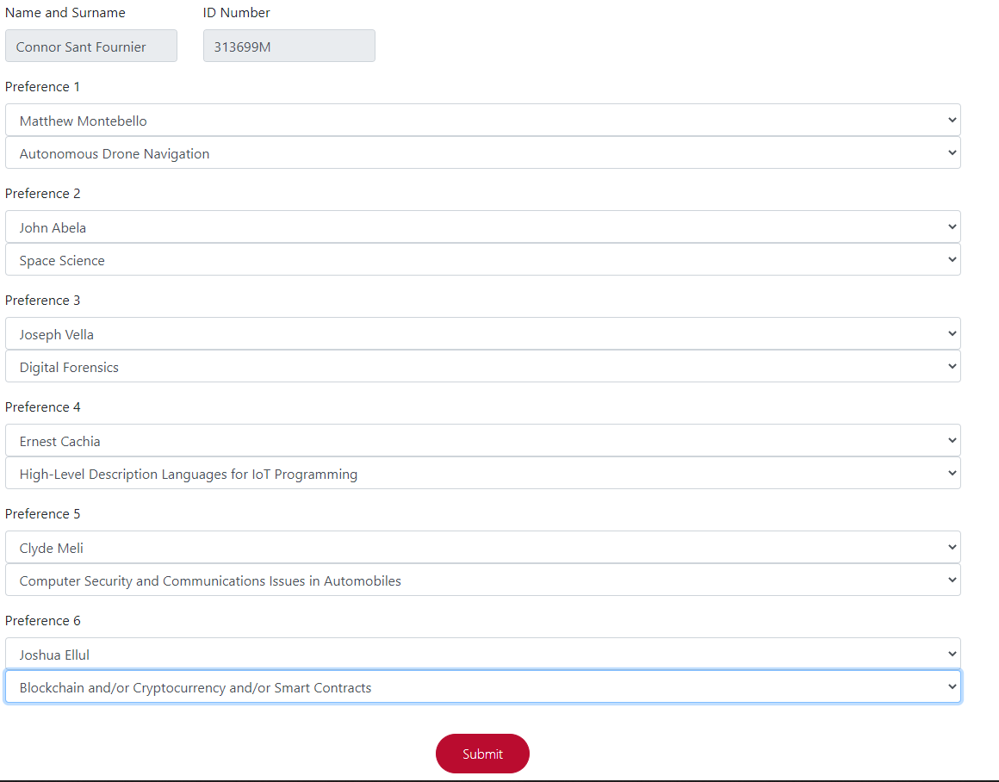 Name and Surname ID Number
Connor Sant Fournier 313699M
Preference 1
Matthew Montebello
Autonomous Drone Navigation
Preference 2
John Abela
Space Science
Preference 3
Joseph Vella
Digital Forensics
Preference 4
Ernest Cachia
High-Level Description Languages for IoT Programming
Preference 5
Clyde Meli
Computer Security and Communications Issues in Automobiles
Preference 6
Joshua Ellul
Blockchain and/or Cryptocurrency and/or Smart Contracts
Submit